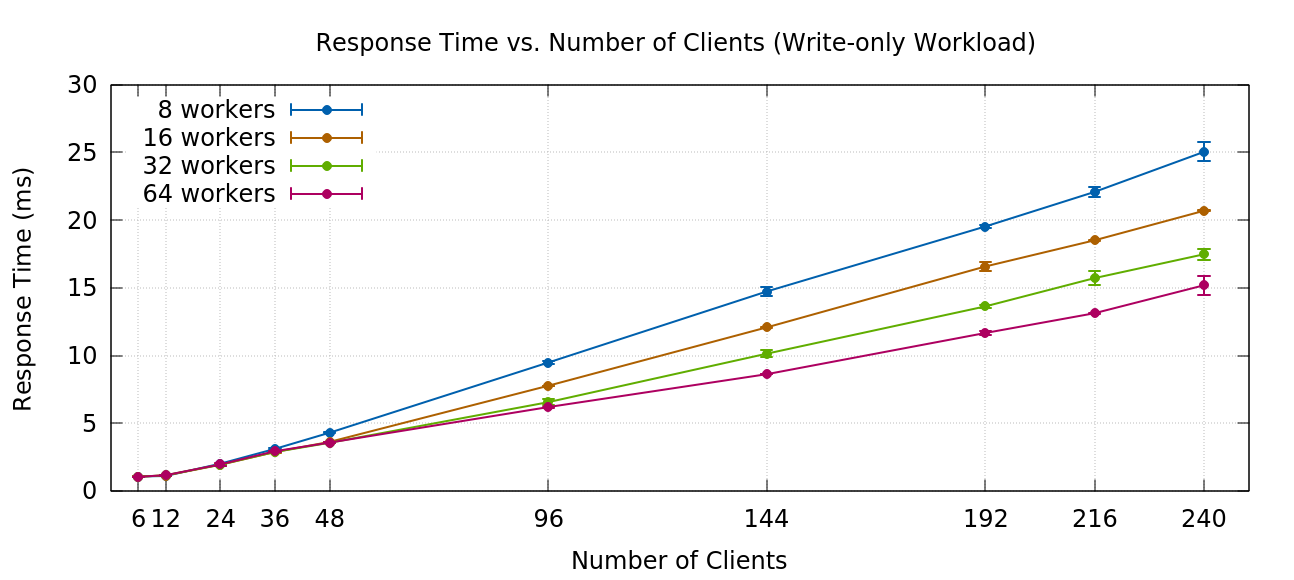 Response Time vs. Number of Clients (Write-only Workload)
30
25
20
15
10
5
0
Response Time (ms)
8 workers
16 workers
32 workers
64 workers
6 12 24 36 48 96 144 192 216 240
Number of Clients